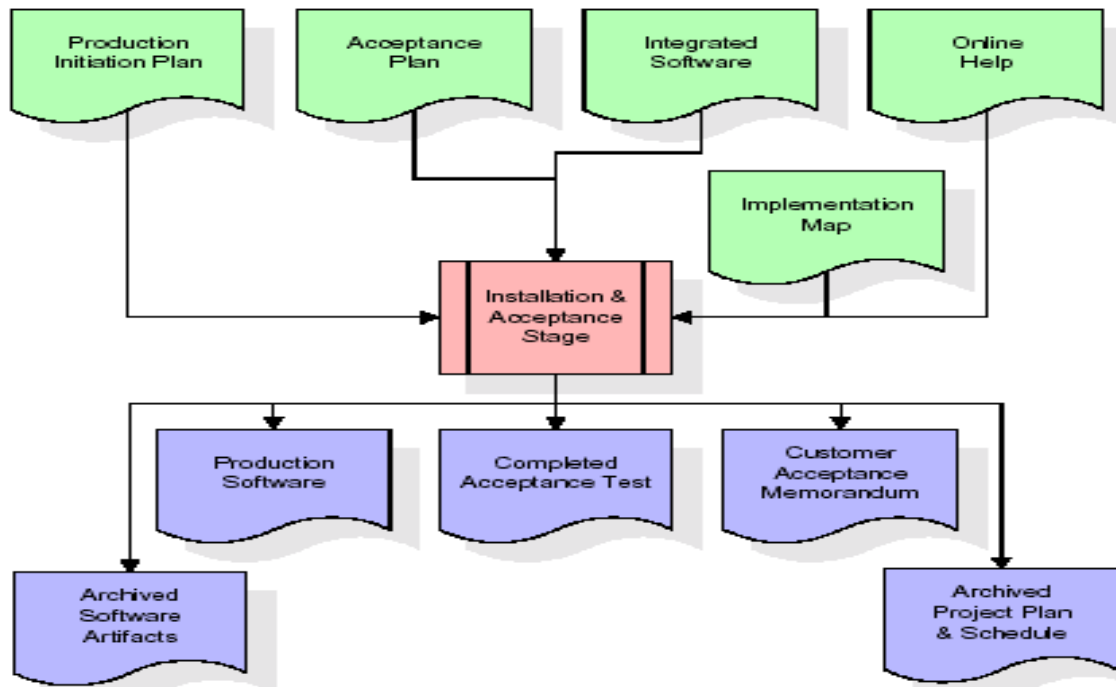 Production
Initiation Plan
Acceptance
Plan
Integrated
Software
Online
Help
Implementation
Map
Installation &
Acceptance
Stage
Production
Software
Completed
Acceptance Test
Customer
Acceptance
Memorandum
Archived
Software
Artifacts
Archived
Project Plan
& Schedule